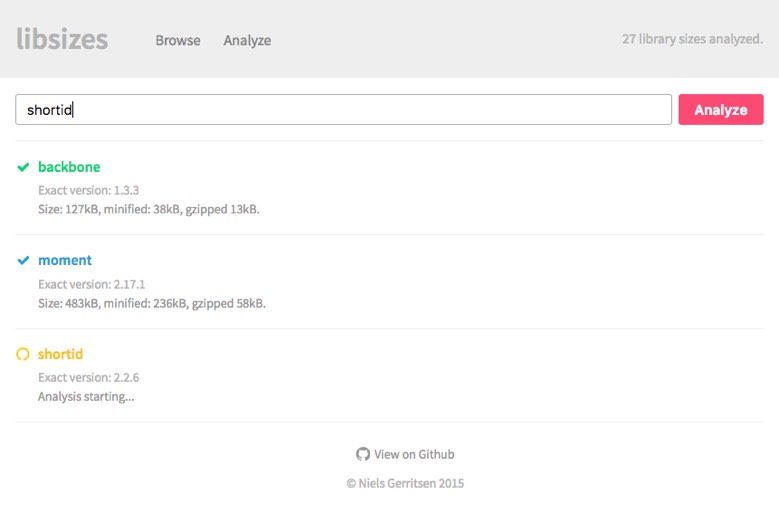 libsizes Browse Analyze 27 library sizes analyzed.
shortid Analyze
backbone
Exact version: 1.3.3
Size: 127kB, minified: 38kB, gzipped 13kB.
moment
Exact version: 2.17.1
Size: 483kB, minified: 236kB, gzipped 58kB.
shortid
Exact version: 2.2.6
Analysis starting...
View on Github
© Niels Gerritsen 2015